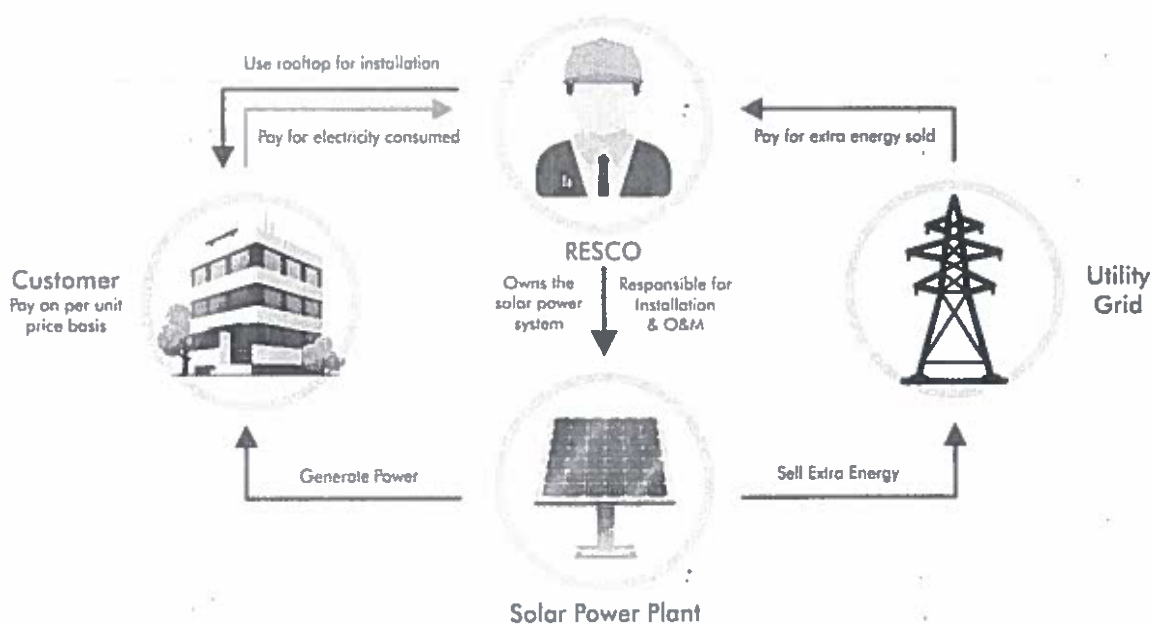 Use rooftop for installation
Pay for electricity consumed
Pay for extra energy sold
RESCO
Owns the
solar power
system
Responsible for
Installation
& O&M
Customer
Pay on per unit
price basis
Utility
Grid
Generate Power
Sell Extra Energy
Solar Power Plant